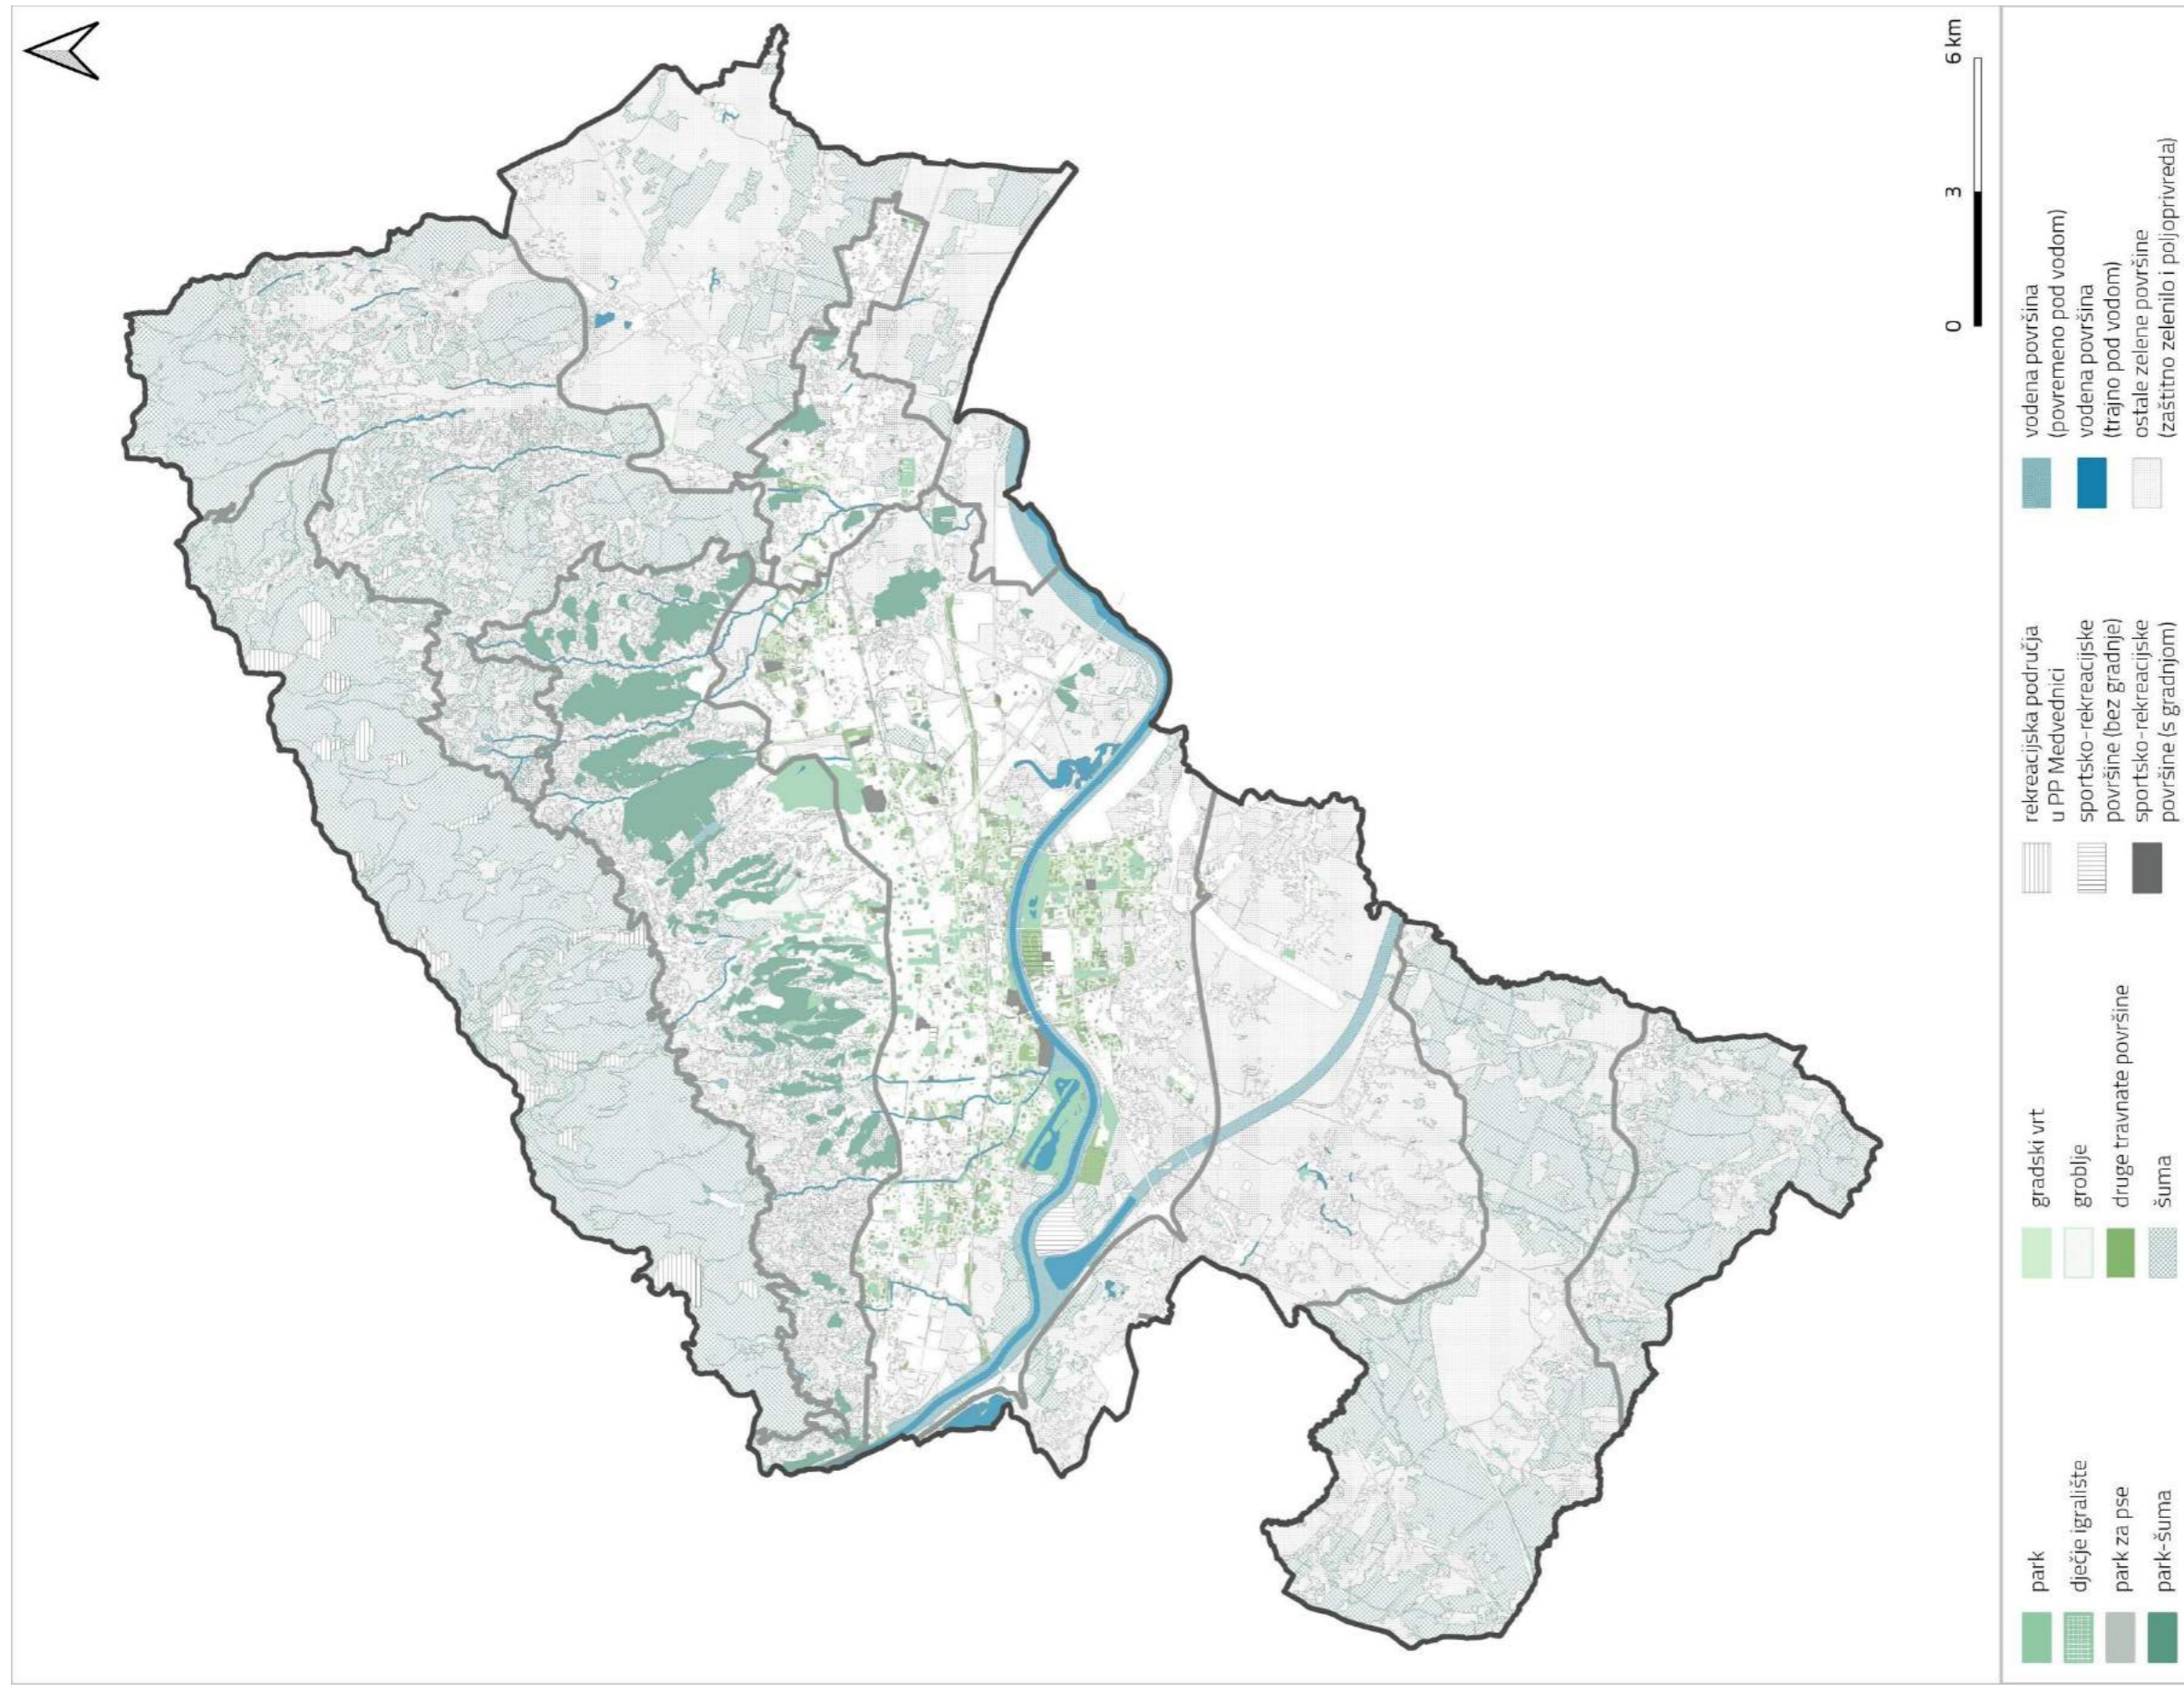 0
3
6 km
park
dječje igralište
park za pse
park-šuma
gradski vrt
groblje
druge travnate površine
šuma
rekreacijska područja
u PP Medvednici
sportsko-rekreacijske
površine (bez gradnje)
sportsko-rekreacijske
površine (s gradnjom)
vodena površina
(povremeno pod vodom)
vodena površina
(trajno pod vodom)
ostale zelene površine
(zaštitno zelenilo i poljoprivreda)